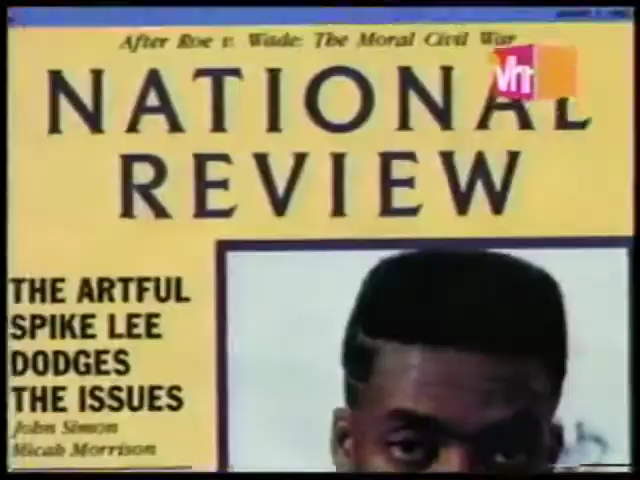 After Roe v. Wade: The Moral Civil War
Vh1
NATIONAL
REVIEW
THE ARTFUL
SPIKE LEE
DODGES
THE ISSUES
John Simon
Micah Morrison